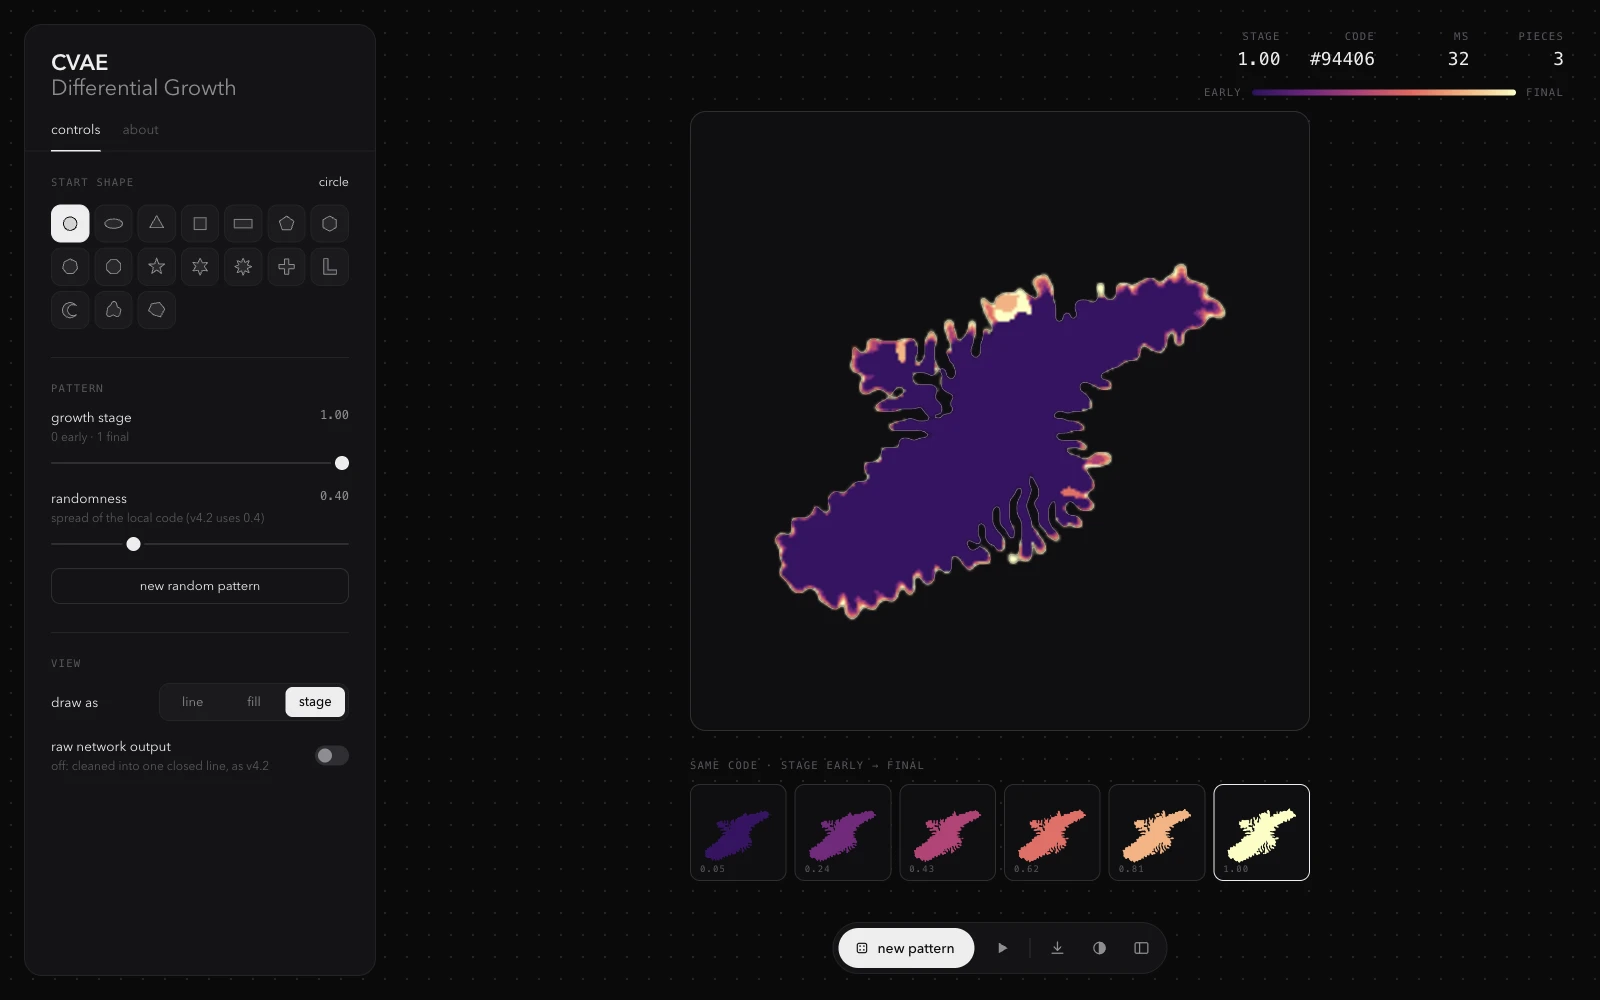 CVAE
Differential Growth
controls about
START SHAPE circle
PATTERN
growth stage 1.00
0 early · 1 final
randomness 0.40
spread of the local code (v4.2 uses 0.4)
new random pattern
VIEW
draw as line fill stage
raw network output
off: cleaned into one closed line, as v4.2
STAGE CODE MS PIECES
1.00 #94406 32 3
EARLY FINAL
SAME CODE · STAGE EARLY → FINAL
0.05 0.24 0.43 0.62 0.81 1.00
new pattern